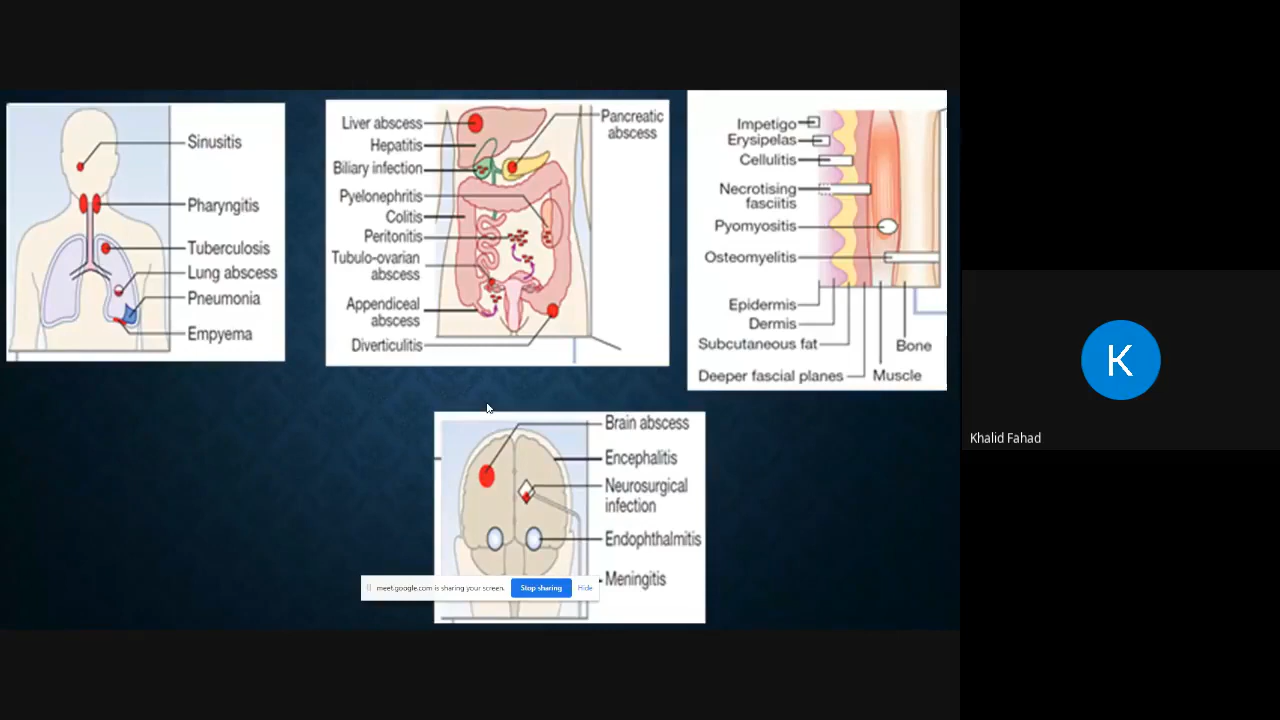 Sinusitis
Pharyngitis
Tuberculosis
Lung abscess
Pneumonia
Empyema
Liver abscess
Hepatitis
Biliary infection
Pyelonephritis
Colitis
Peritonitis
Tubulo-ovarian
abscess
Appendiceal
abscess
Diverticulitis
Pancreatic
abscess
Impetigo
Erysipelas
Cellulitis
Necrotising
fasciitis
Pyomyositis
Osteomyelitis
Epidermis
Dermis
Subcutaneous fat
Deeper fascial planes
Muscle
Bone
Brain abscess
Encephalitis
Neurosurgical
infection
Endophthalmitis
Meningitis
meet.google.com is sharing your screen.
Stop sharing
Hide
K
Khalid Fahad